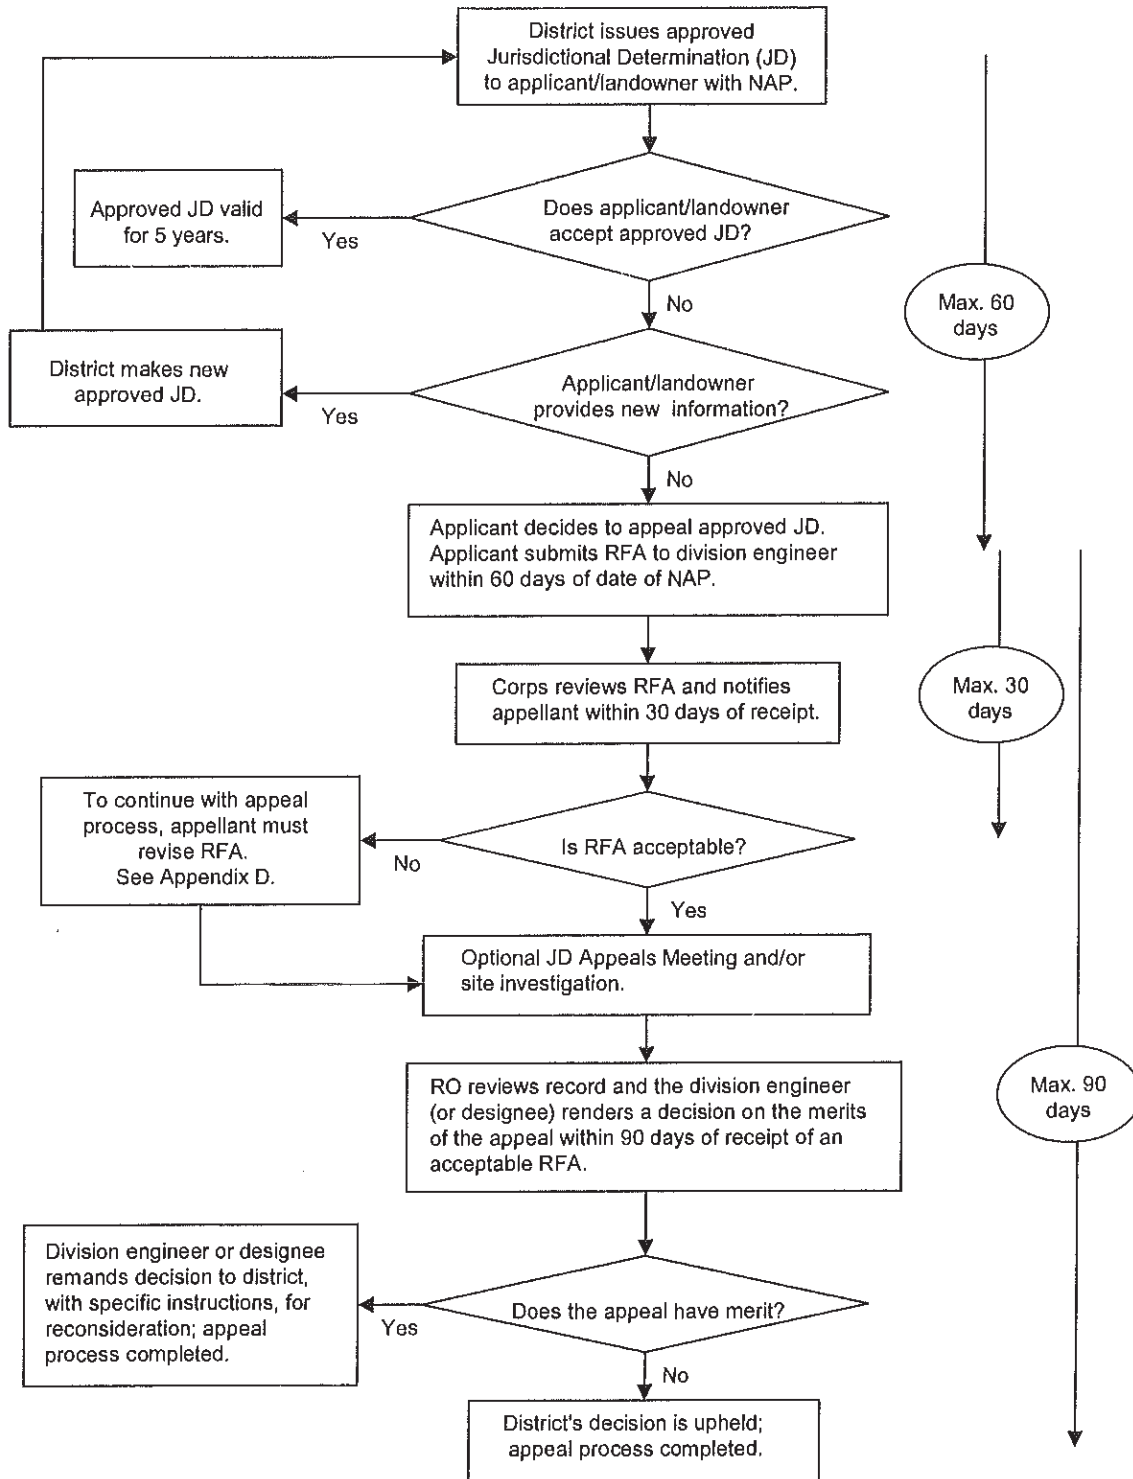 District issues approved
Jurisdictional Determination (JD)
to applicant/landowner with NAP.
Does applicant/landowner
accept approved JD?
Yes
Approved JD valid
for 5 years.
No
Max. 60
days
Applicant/landowner
provides new information?
Yes
District makes new
approved JD.
No
Applicant decides to appeal approved JD.
Applicant submits RFA to division engineer
within 60 days of date of NAP.
Corps reviews RFA and notifies
appellant within 30 days of receipt.
Max. 30
days
Is RFA acceptable?
No
To continue with appeal
process, appellant must
revise RFA.
See Appendix D.
Yes
Optional JD Appeals Meeting and/or
site investigation.
RO reviews record and the division engineer
(or designee) renders a decision on the merits
of the appeal within 90 days of receipt of an
acceptable RFA.
Max. 90
days
Does the appeal have merit?
Yes
Division engineer or designee
remands decision to district,
with specific instructions, for
reconsideration; appeal
process completed.
No
District's decision is upheld;
appeal process completed.